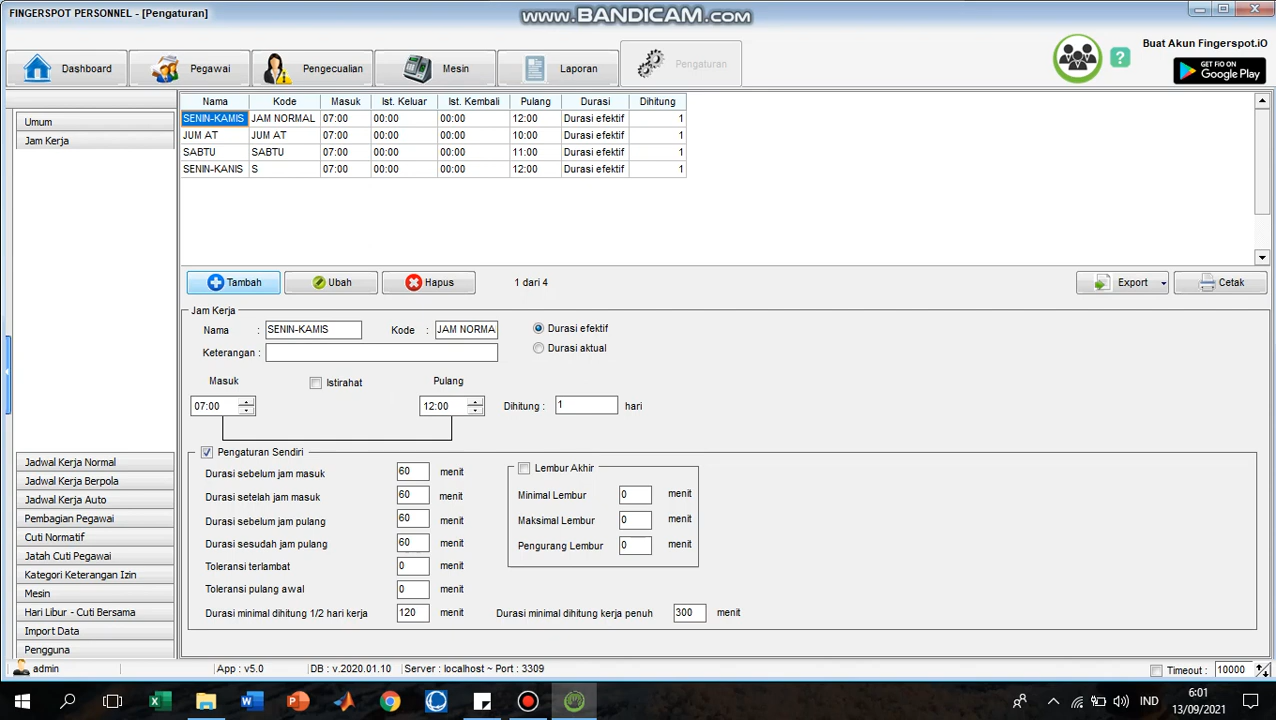 FINGERSPOT PERSONNEL - [Pengaturan]
www.BANDICAM.com
Dashboard
Pegawai
Pengecualian
Mesin
Laporan
Pengaturan
?
Buat Akun Fingerspot.iO
GET FiO ON
Google Play
Umum
Jam Kerja
Jadwal Kerja Normal
Jadwal Kerja Berpola
Jadwal Kerja Auto
Pembagian Pegawai
Cuti Normatif
Jatah Cuti Pegawai
Kategori Keterangan Izin
Mesin
Hari Libur - Cuti Bersama
Import Data
Pengguna
Nama Kode Masuk Ist. Keluar Ist. Kembali Pulang Durasi Dihitung
SENIN-KAMIS JAM NORMAL 07:00 00:00 00:00 12:00 Durasi efektif 1
JUM AT JUM AT 07:00 00:00 00:00 10:00 Durasi efektif 1
SABTU SABTU 07:00 00:00 00:00 11:00 Durasi efektif 1
SENIN-KANIS S 07:00 00:00 00:00 12:00 Durasi efektif 1
Tambah Ubah Hapus 1 dari 4 Export Cetak
Jam Kerja
Nama : SENIN-KAMIS Kode : JAM NORMA Durasi efektif
Keterangan : Durasi aktual
Masuk Istirahat Pulang
07:00 12:00 Dihitung : 1 hari
Pengaturan Sendiri
Durasi sebelum jam masuk 60 menit
Durasi setelah jam masuk 60 menit
Durasi sebelum jam pulang 60 menit
Durasi sesudah jam pulang 60 menit
Toleransi terlambat 0 menit
Toleransi pulang awal 0 menit
Durasi minimal dihitung 1/2 hari kerja 120 menit
Lembur Akhir
Minimal Lembur 0 menit
Maksimal Lembur 0 menit
Pengurang Lembur 0 menit
Durasi minimal dihitung kerja penuh 300 menit
admin App : v5.0 DB : v.2020.01.10 Server : localhost ~ Port : 3309 Timeout : 10000
IND
6:01
13/09/2021